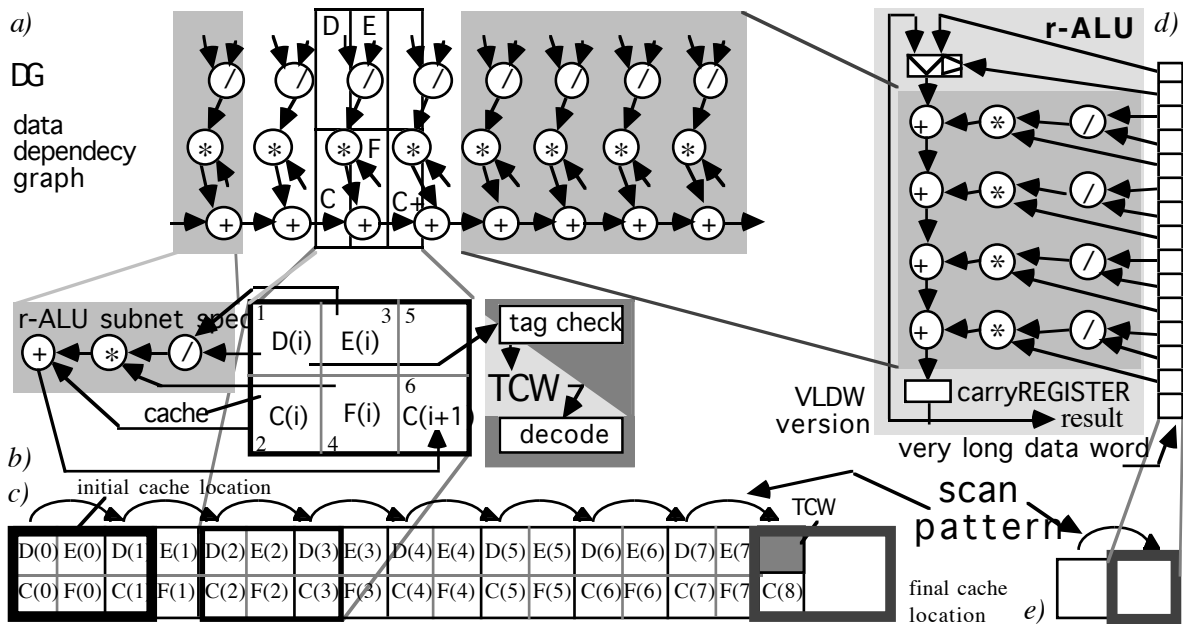 a)
D E
r-ALU
d)
DG
/ / / / / / / /
data
dependecy
graph
* * * * * * * *
F
C C+
+ + + + + + + +
+ * /
+ * /
+ * /
+ * /
carryREGISTER
result
VLDW
version
very long data word
r-ALU subnet spec
+ * /
cache
1 3 5
D(i) E(i)
6
C(i) F(i) C(i+1)
2 4
tag check
TCW
decode
b)
c)
initial cache location
TCW
scan
pattern
D(0) E(0) D(1 E(1) D(2) E(2) D(3) E(3) D(4) E(4) D(5) E(5) D(6) E(6) D(7) E(7
C(0) F(0) C(1 F(1) C(2) F(2) C(3) F(3) C(4) F(4) C(5) F(5) C(6) F(6) C(7) F(7 C(8)
final cache
location
e)